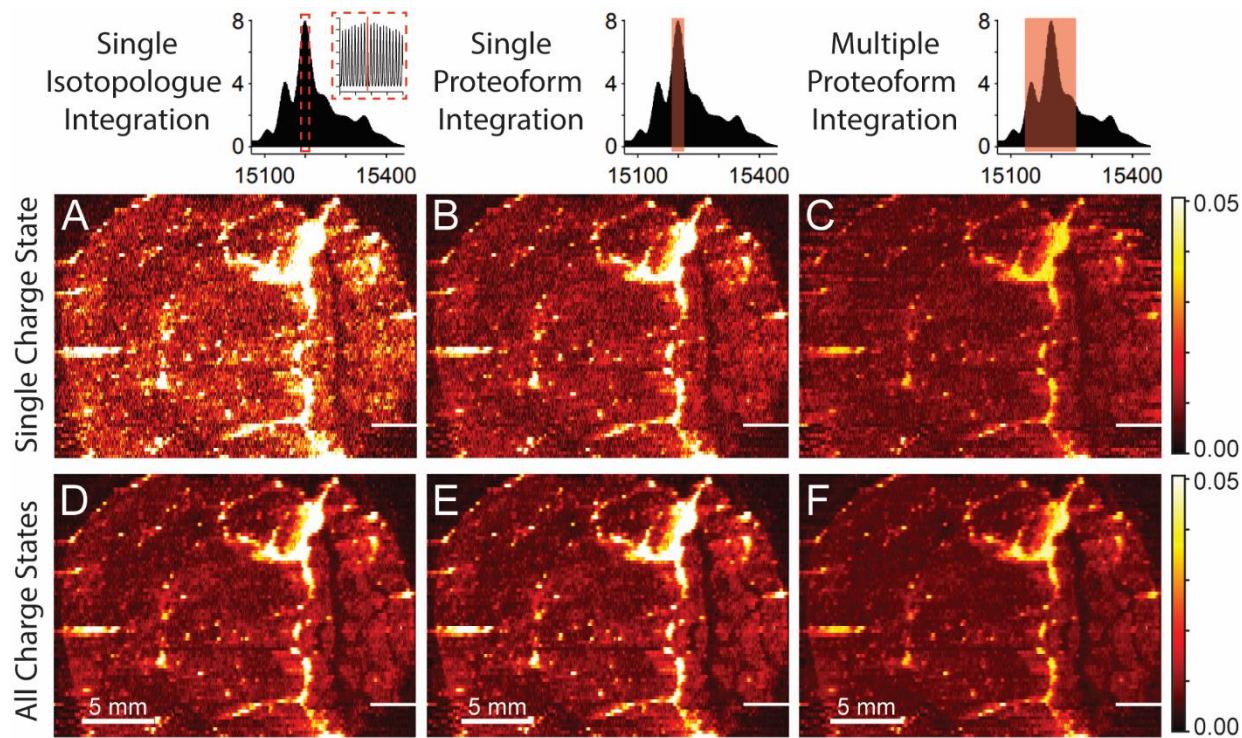 Single
Isotopologue
Integration
8
4
0
15100
15400
Single
Proteoform
Integration
8
4
0
15100
15400
Multiple
Proteoform
Integration
8
4
0
15100
15400
Single Charge State
A
B
C
0.05
0.00
All Charge States
D
E
F
5 mm
5 mm
0.05
0.00